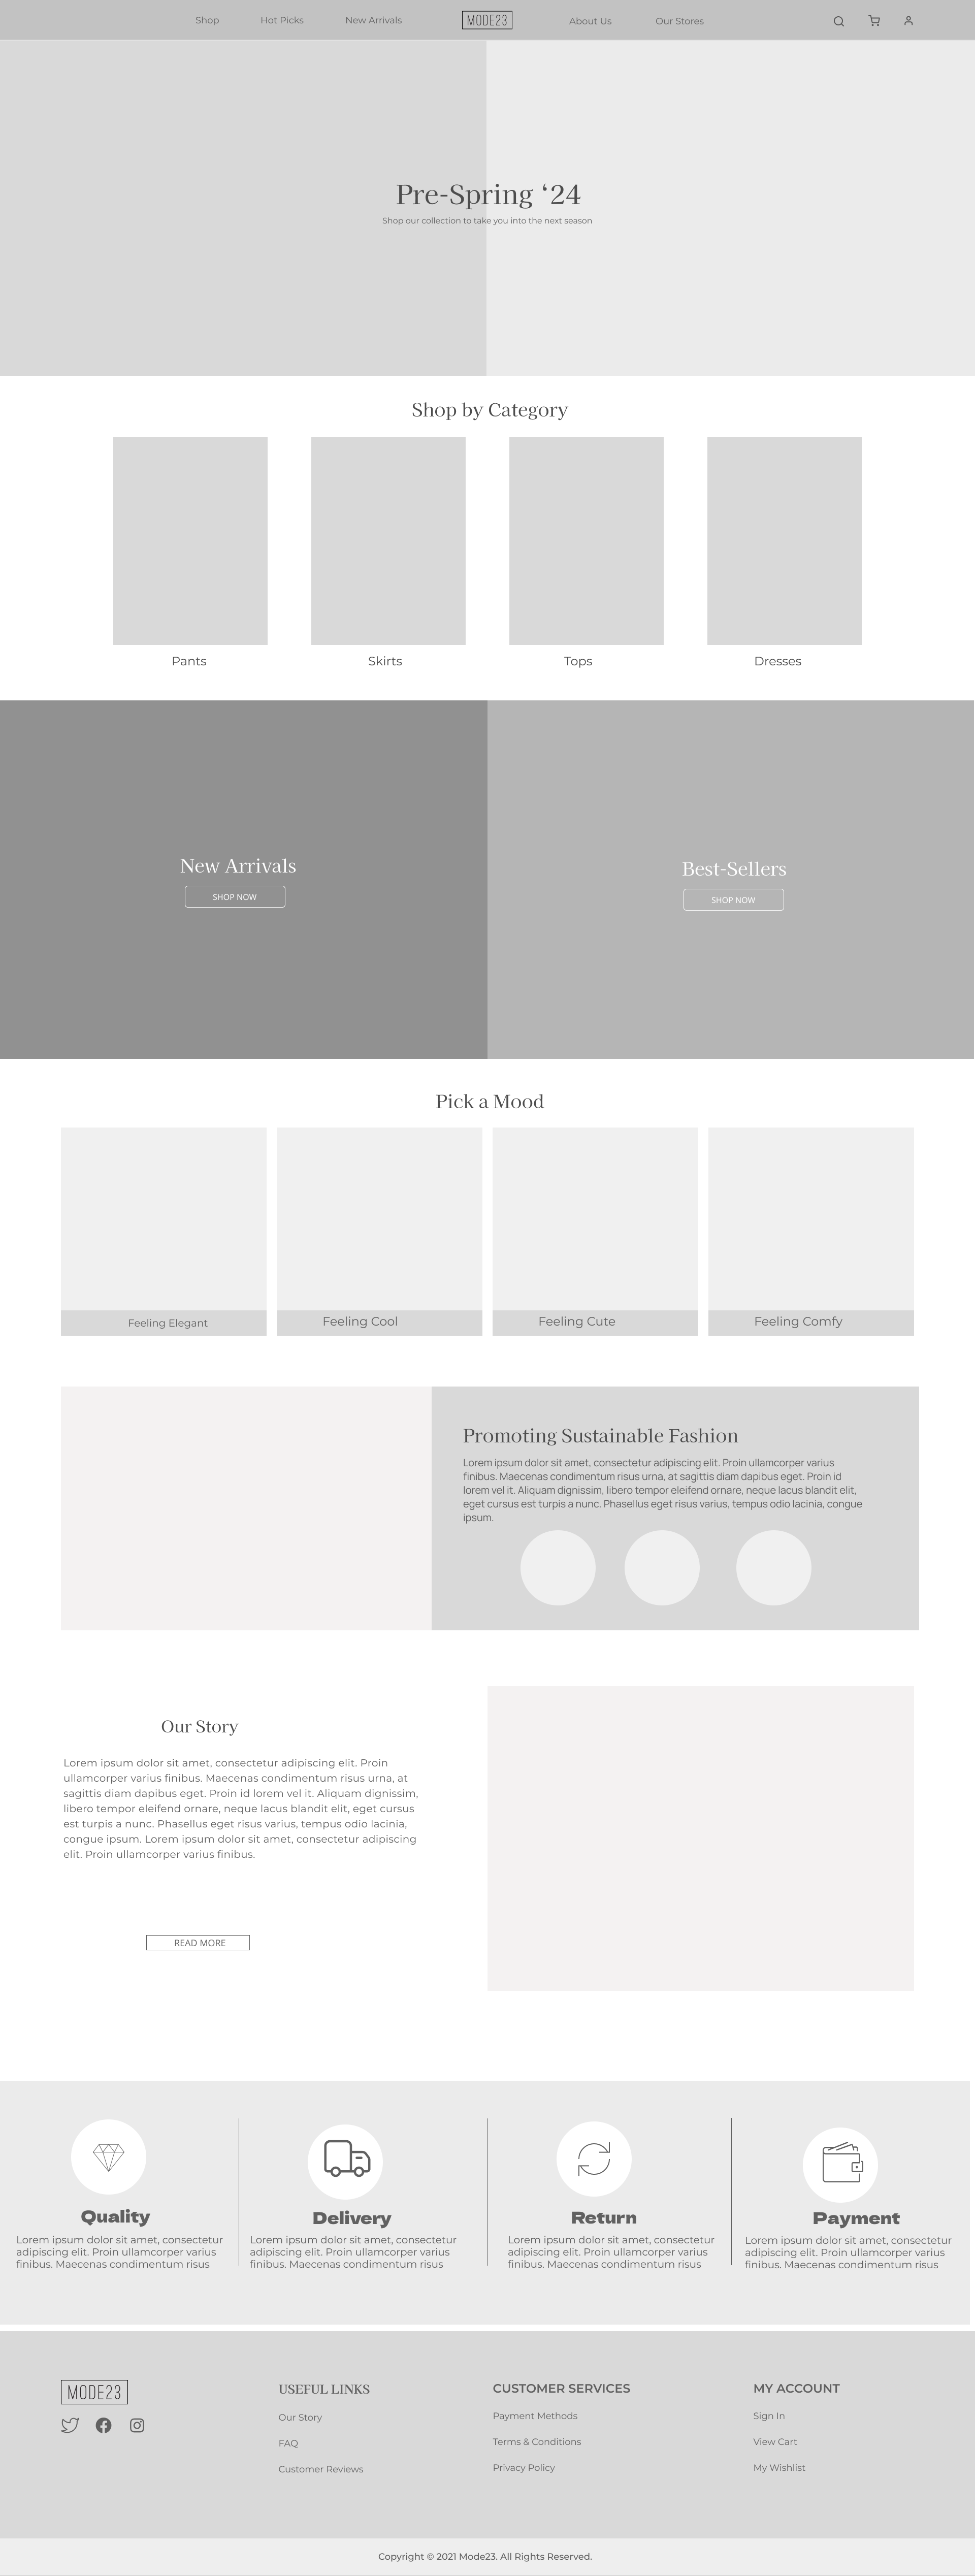 Shop
Hot Picks
New Arrivals
MODE23
About Us
Our Stores
Pre-Spring ‘24
Shop our collection to take you into the next season
Shop by Category
Pants
Skirts
Tops
Dresses
New Arrivals
SHOP NOW
Best-Sellers
SHOP NOW
Pick a Mood
Feeling Elegant
Feeling Cool
Feeling Cute
Feeling Comfy
Promoting Sustainable Fashion
Lorem ipsum dolor sit amet, consectetur adipiscing elit. Proin ullamcorper varius
finibus. Maecenas condimentum risus urna, at sagittis diam dapibus eget. Proin id
lorem vel it. Aliquam dignissim, libero tempor eleifend ornare, neque lacus blandit elit,
eget cursus est turpis a nunc. Phasellus eget risus varius, tempus odio lacinia, congue
ipsum.
Our Story
Lorem ipsum dolor sit amet, consectetur adipiscing elit. Proin
ullamcorper varius finibus. Maecenas condimentum risus urna, at
sagittis diam dapibus eget. Proin id lorem vel it. Aliquam dignissim,
libero tempor eleifend ornare, neque lacus blandit elit, eget cursus
est turpis a nunc. Phasellus eget risus varius, tempus odio lacinia,
congue ipsum. Lorem ipsum dolor sit amet, consectetur adipiscing
elit. Proin ullamcorper varius finibus.
READ MORE
Quality
Lorem ipsum dolor sit amet, consectetur
adipiscing elit. Proin ullamcorper varius
finibus. Maecenas condimentum risus
Delivery
Lorem ipsum dolor sit amet, consectetur
adipiscing elit. Proin ullamcorper varius
finibus. Maecenas condimentum risus
Return
Lorem ipsum dolor sit amet, consectetur
adipiscing elit. Proin ullamcorper varius
finibus. Maecenas condimentum risus
Payment
Lorem ipsum dolor sit amet, consectetur
adipiscing elit. Proin ullamcorper varius
finibus. Maecenas condimentum risus
MODE23
USEFUL LINKS
Our Story
FAQ
Customer Reviews
CUSTOMER SERVICES
Payment Methods
Terms & Conditions
Privacy Policy
MY ACCOUNT
Sign In
View Cart
My Wishlist
Copyright © 2021 Mode23. All Rights Reserved.